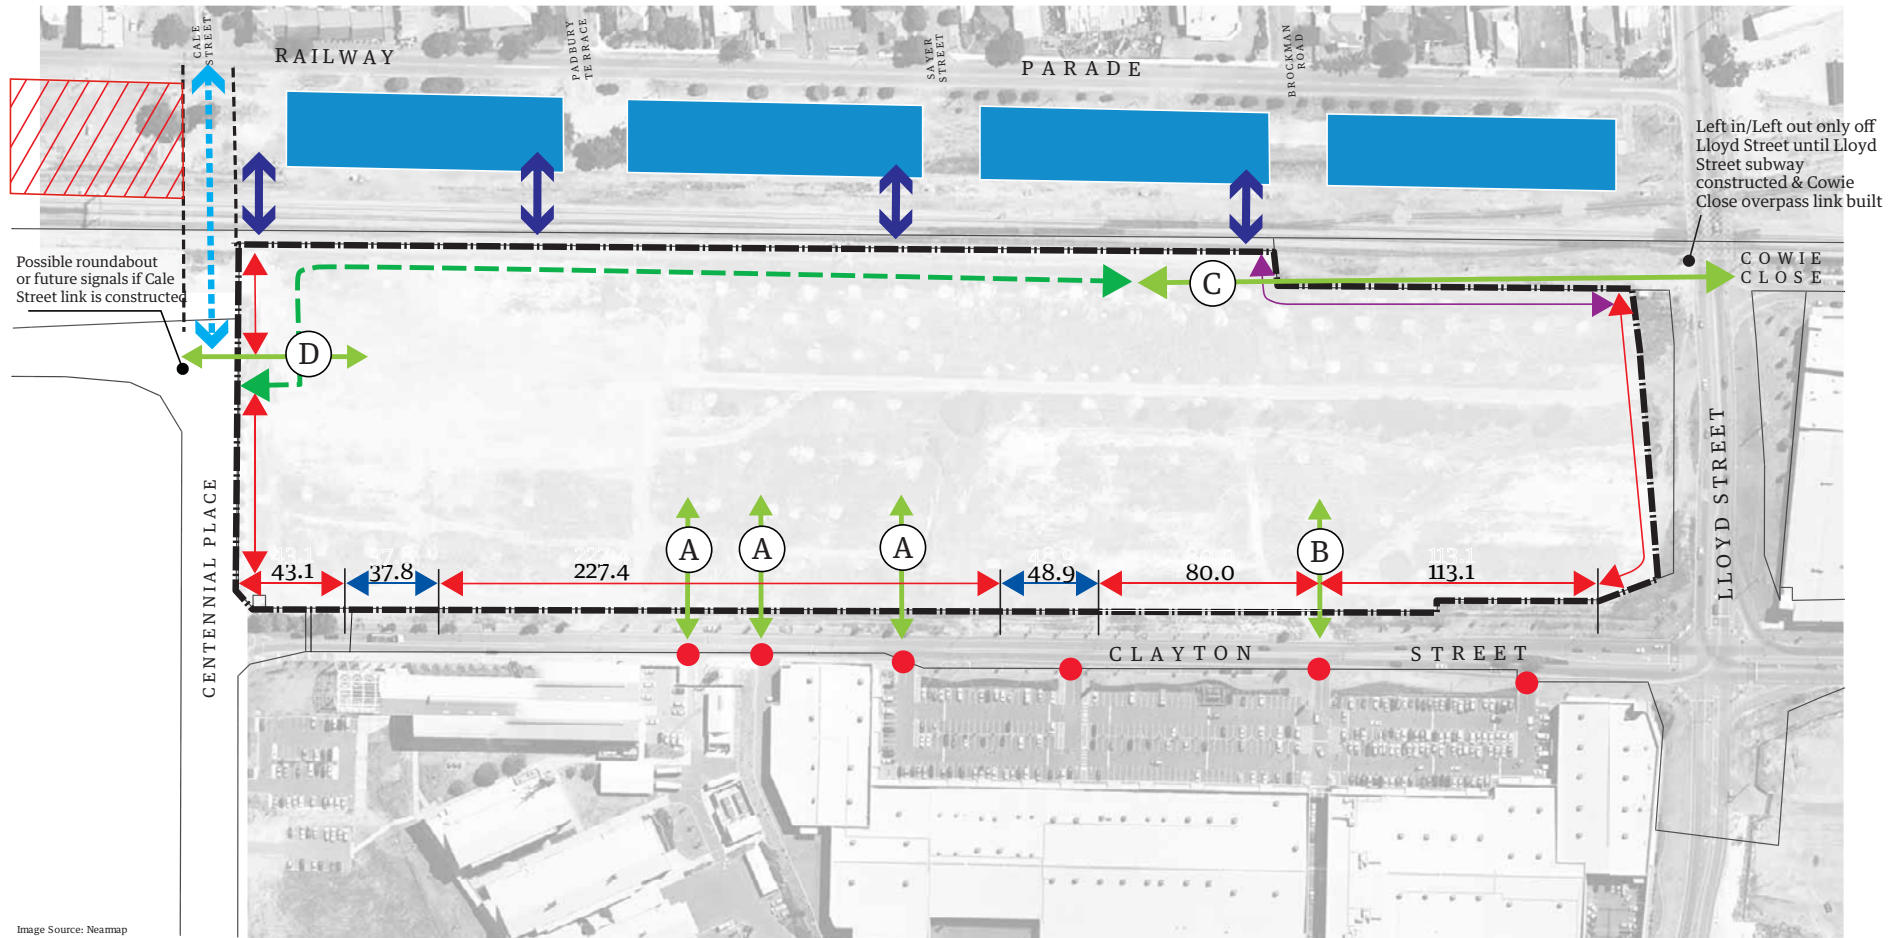 CALE
STREET
RAILWAY
PADBURY
TERRACE
SAYER
STREET
PARADE
BROCKMAN
ROAD
Left in/Left out only off
Lloyd Street until Lloyd
Street subway
constructed & Cowie
Close overpass link built
Possible roundabout
or future signals if Cale
Street link is constructed
COWIE
CLOSE
C
D
CENTENNIAL PLACE
LLOYD STREET
A
A
A
B
43.1
37.8
227.4
48.9
80.0
113.1
CLAYTON STREET
Image Source: Nearmap